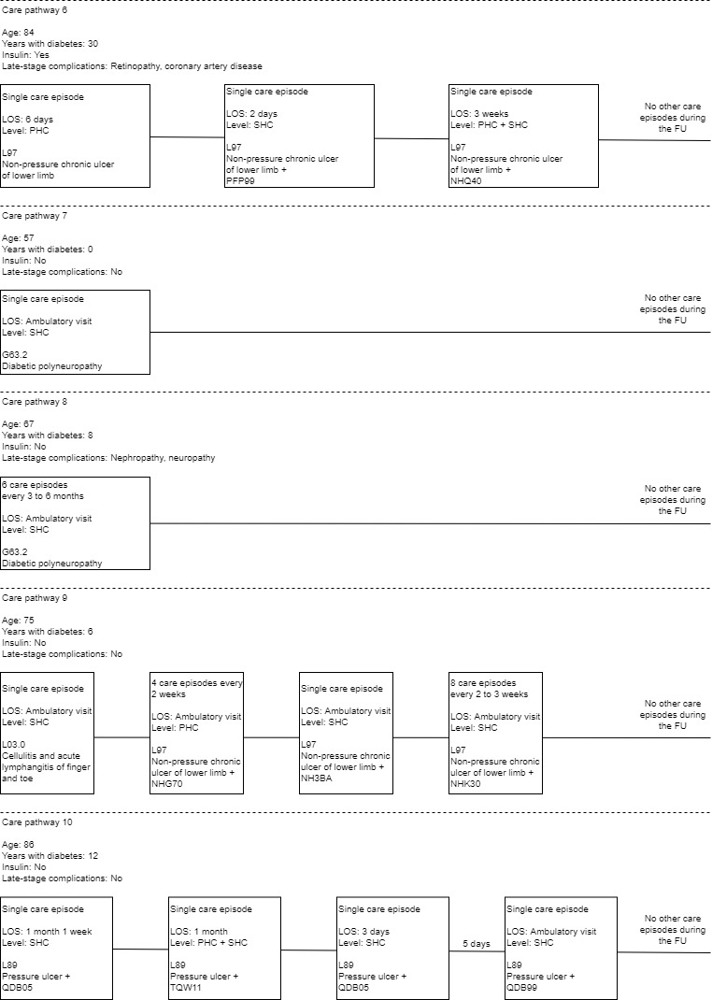 Care pathway 6
Age: 84
Years with diabetes: 30
Insulin: Yes
Late-stage complications: Retinopathy, coronary artery disease
Single care episode
LOS: 6 days
Level: PHC
L97
Non-pressure chronic ulcer
of lower limb
Single care episode
LOS: 2 days
Level: SHC
L97
Non-pressure chronic ulcer
of lower limb +
PFP99
Single care episode
LOS: 3 weeks
Level: PHC + SHC
L97
Non-pressure chronic ulcer
of lower limb +
NHQ40
No other care
episodes during
the FU
Care pathway 7
Age: 57
Years with diabetes: 0
Insulin: No
Late-stage complications: No
Single care episode
LOS: Ambulatory visit
Level: SHC
G63.2
Diabetic polyneuropathy
No other care
episodes during
the FU
Care pathway 8
Age: 67
Years with diabetes: 8
Insulin: No
Late-stage complications: Nephropathy, neuropathy
6 care episodes
every 3 to 6 months
LOS: Ambulatory visit
Level: SHC
G63.2
Diabetic polyneuropathy
No other care
episodes during
the FU
Care pathway 9
Age: 75
Years with diabetes: 6
Insulin: No
Late-stage complications: No
Single care episode
LOS: Ambulatory visit
Level: SHC
L03.0
Cellulitis and acute
lymphangitis of finger
and toe
4 care episodes every
2 weeks
LOS: Ambulatory visit
Level: PHC
L97
Non-pressure chronic
ulcer of lower limb +
NHG70
Single care episode
LOS: Ambulatory visit
Level: SHC
L97
Non-pressure chronic
ulcer of lower limb +
NH3BA
8 care episodes
every 2 to 3 weeks
LOS: Ambulatory visit
Level: SHC
L97
Non-pressure chronic
ulcer of lower limb +
NHK30
No other care
episodes during
the FU
Care pathway 10
Age: 86
Years with diabetes: 12
Insulin: No
Late-stage complications: No
Single care episode
LOS: 1 month 1 week
Level: SHC
L89
Pressure ulcer +
QDB05
Single care episode
LOS: 1 month
Level: PHC + SHC
L89
Pressure ulcer +
TQW11
Single care episode
LOS: 3 days
Level: SHC
L89
Pressure ulcer +
QDB05
5 days
Single care episode
LOS: Ambulatory visit
Level: SHC
L89
Pressure ulcer +
QDB99
No other care
episodes during
the FU